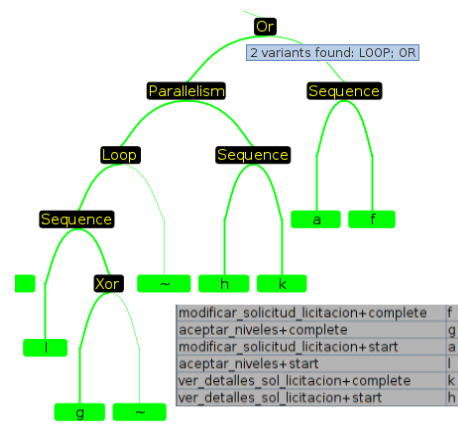 Or
2 variants found: LOOP; OR
Parallelism
Sequence
Loop
Sequence
Sequence
a
f
Xor
~
h
k
l
g
~
modificar_solicitud_licitacion+complete f
aceptar_niveles+complete g
modificar_solicitud_licitacion+start a
aceptar_niveles+start l
ver_detalles_sol_licitacion+complete k
ver_detalles_sol_licitacion+start h